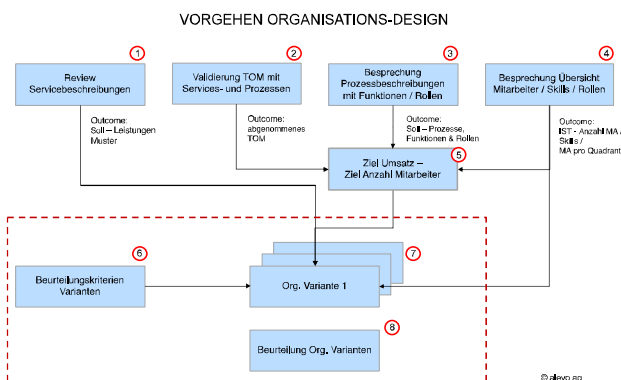 VORGEHEN ORGANISATIONS-DESIGN
1
2
3
4
Review
Servicebeschreibungen
Validierung TOM mit
Services- und Prozessen
Besprechung
Prozessbeschreibungen
mit Funktionen / Rollen
Besprechung Übersicht
Mitarbeiter / Skills / Rollen
Outcome:
Soll – Leistungen
Muster
Outcome:
abgenommenes
TOM
Outcome:
Soll – Prozesse,
Funktionen & Rollen
Outcome:
IST - Anzahl MA /
Skills /
MA pro Quadrant
5
Ziel Umsatz –
Ziel Anzahl Mitarbeiter
6
Beurteilungskriterien
Varianten
7
Org. Variante 1
8
Beurteilung Org. Varianten
© alevo ag